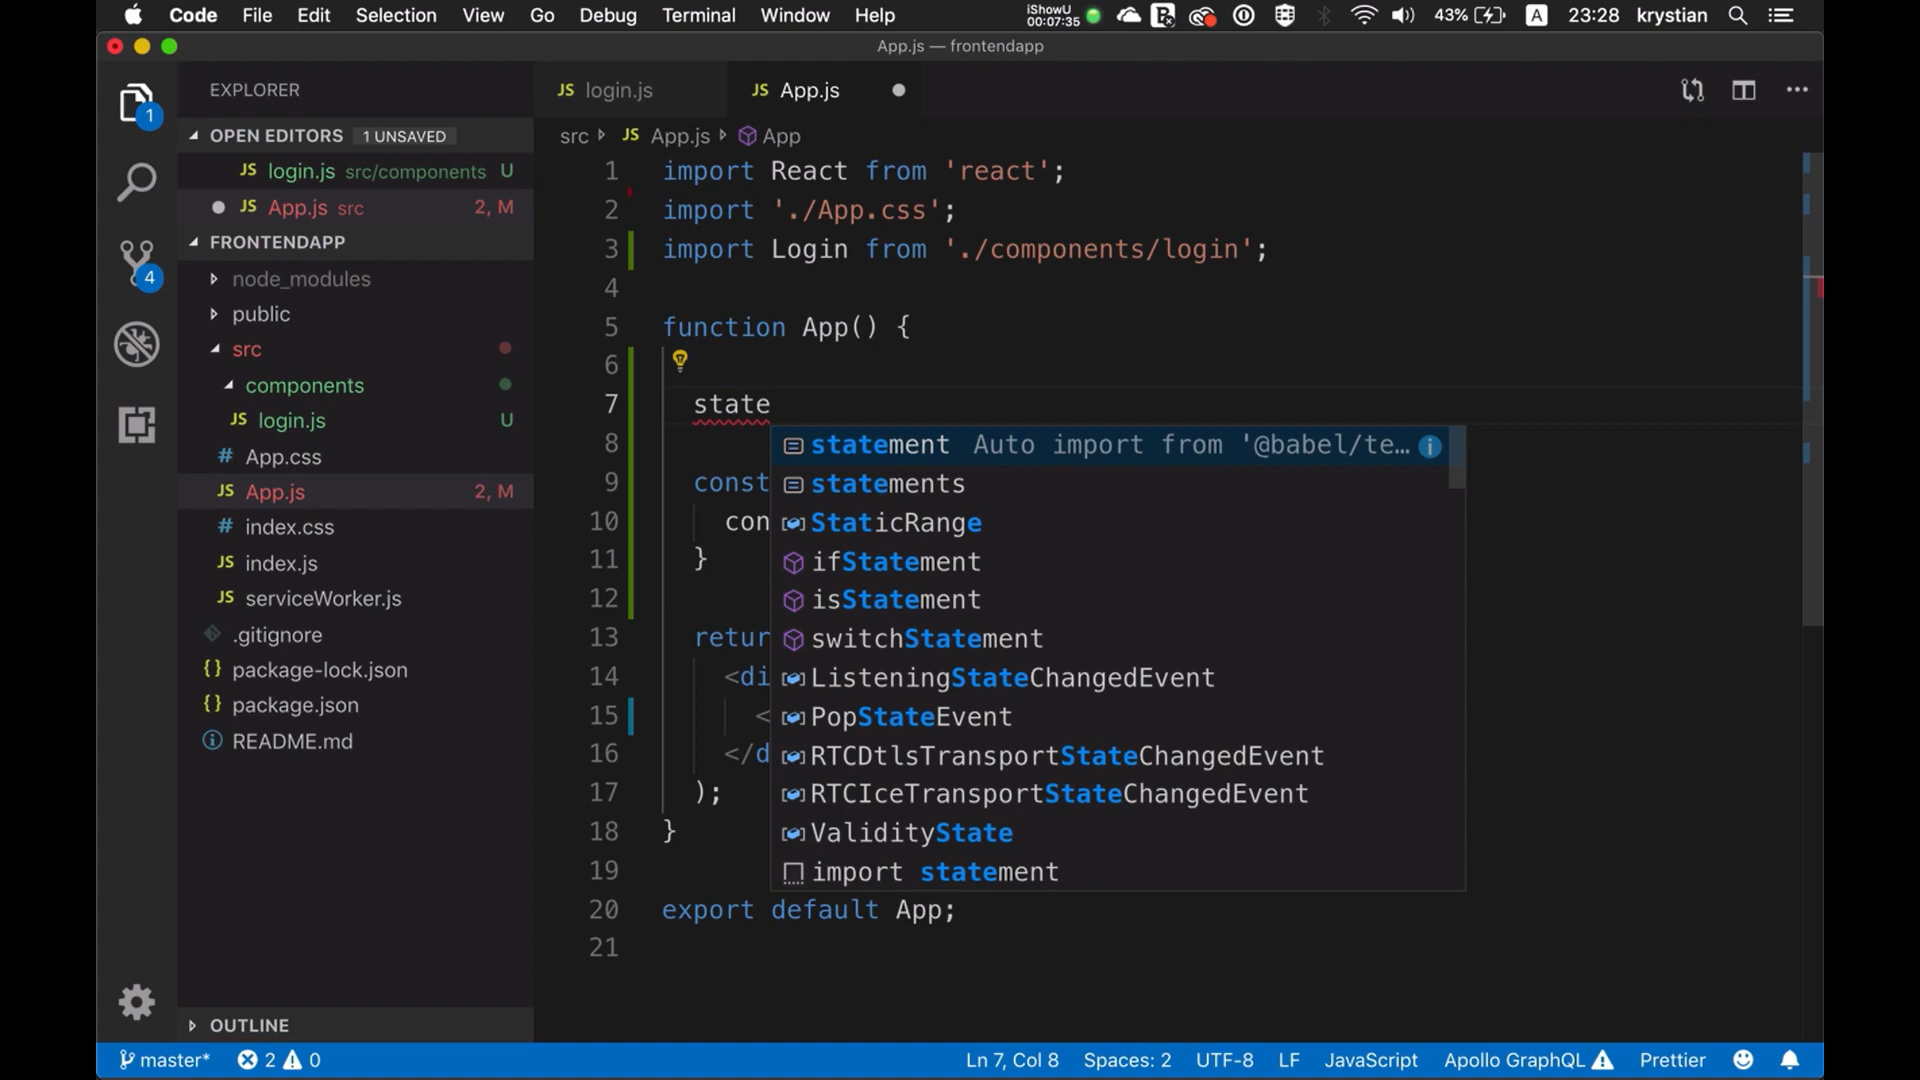 Code File Edit Selection View Go Debug Terminal Window Help iShowU 00:07:35 43% A 23:28 krystian
App.js — frontendapp
EXPLORER
OPEN EDITORS 1 UNSAVED
JS login.js src/components U
JS App.js src 2, M
FRONTENDAPP
node_modules
public
src
components
JS login.js U
# App.css
JS App.js 2, M
# index.css
JS index.js
JS serviceWorker.js
.gitignore
{} package-lock.json
{} package.json
README.md
OUTLINE
1
4
JS login.js JS App.js
src JS App.js App
1 import React from 'react';
2 import './App.css';
3 import Login from './components/login';
4
5 function App() {
6
7 state
8
9 const
10 con
11 }
12
13 retur
14 <di
15 <
16 </d
17 );
18 }
19
20 export default App;
21
statement Auto import from '@babel/te...
statements
StaticRange
ifStatement
isStatement
switchStatement
ListeningStateChangedEvent
PopStateEvent
RTCDtlsTransportStateChangedEvent
RTCIceTransportStateChangedEvent
ValidityState
import statement
master* 2 0 Ln 7, Col 8 Spaces: 2 UTF-8 LF JavaScript Apollo GraphQL Prettier